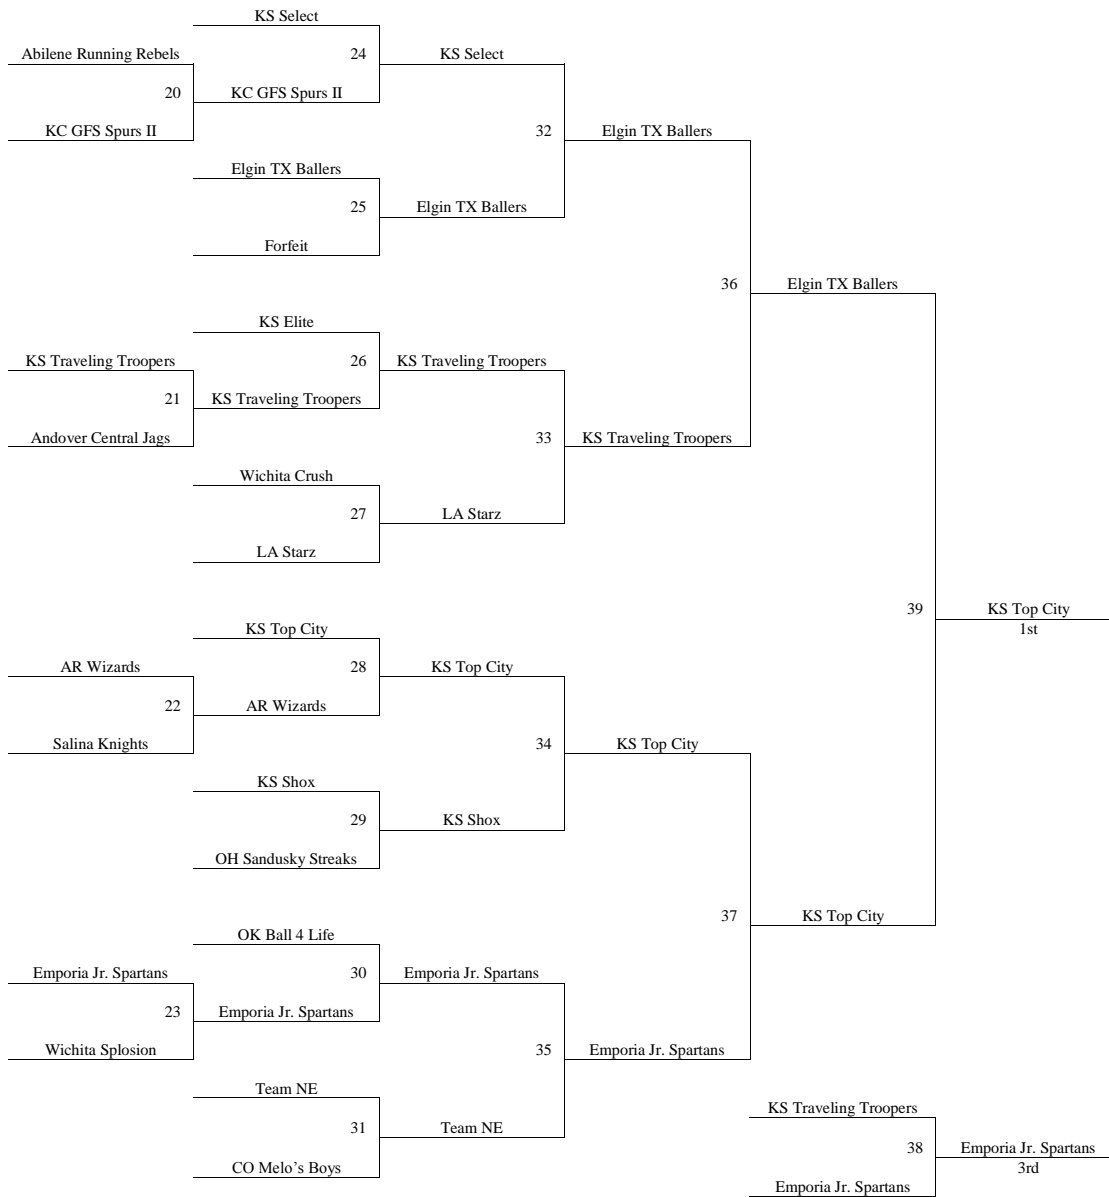 KS Select
Abilene Running Rebels
24
KS Select
20
KC GFS Spurs II
KC GFS Spurs II
32
Elgin TX Ballers
Elgin TX Ballers
25
Elgin TX Ballers
Forfeit
36
Elgin TX Ballers
KS Elite
KS Traveling Troopers
26
KS Traveling Troopers
21
KS Traveling Troopers
Andover Central Jags
33
KS Traveling Troopers
Wichita Crush
27
LA Starz
LA Starz
39
KS Top City
1st
KS Top City
AR Wizards
28
KS Top City
22
AR Wizards
Salina Knights
34
KS Top City
KS Shox
29
KS Shox
OH Sandusky Streaks
37
KS Top City
OK Ball 4 Life
Emporia Jr. Spartans
30
Emporia Jr. Spartans
23
Emporia Jr. Spartans
Wichita Splosion
35
Emporia Jr. Spartans
Team NE
31
Team NE
CO Melo’s Boys
KS Traveling Troopers
38
Emporia Jr. Spartans
3rd
Emporia Jr. Spartans